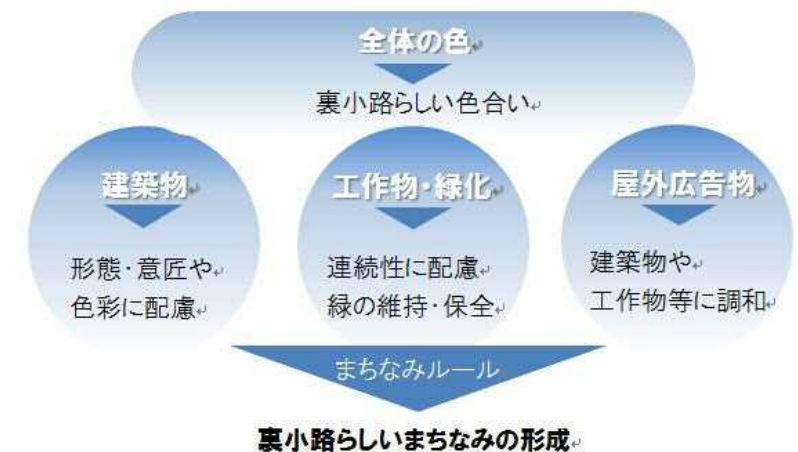 全体の色
裏小路らしい色合い
建築物
形態・意匠や
色彩に配慮
工作物・緑化
連続性に配慮
緑の維持・保全
屋外広告物
建築物や
工作物等に調和
まちなみルール
裏小路らしいまちなみの形成